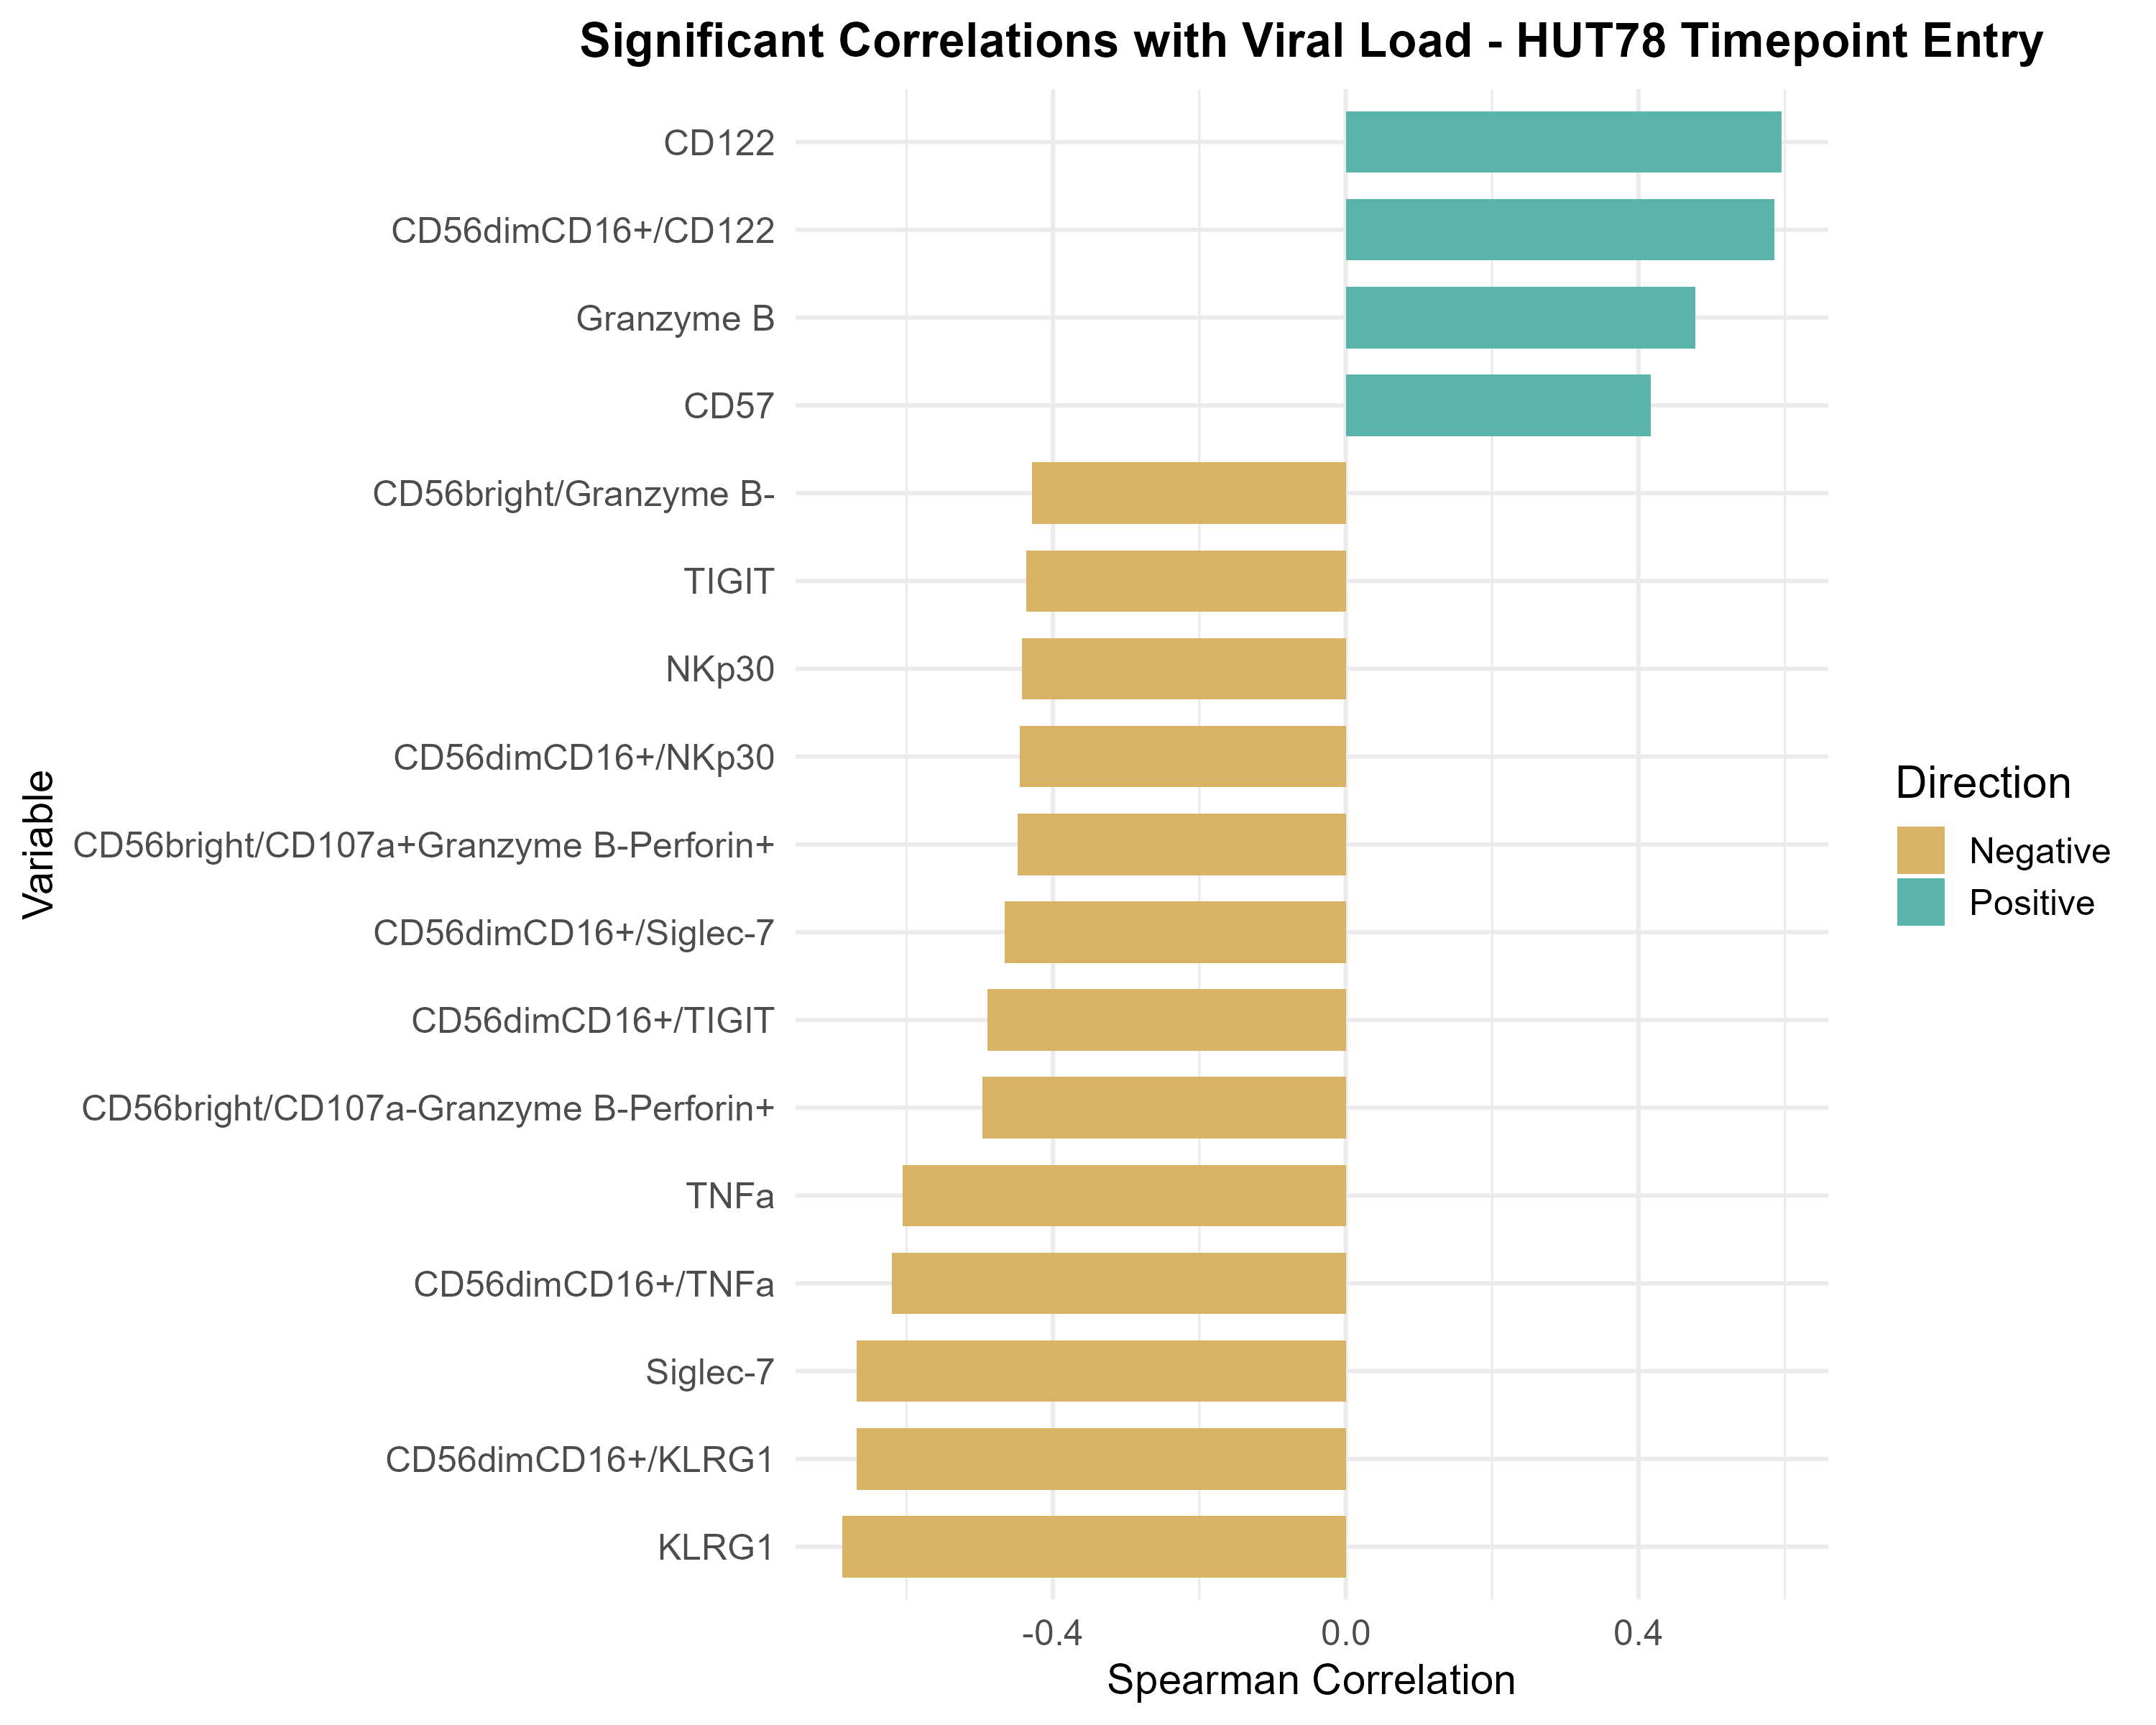 Significant Correlations with Viral Load - HUT78 Timepoint Entry
Variable
CD122
CD56dimCD16+/CD122
Granzyme B
CD57
CD56bright/Granzyme B-
TIGIT
NKp30
CD56dimCD16+/NKp30
CD56bright/CD107a+Granzyme B-Perforin+
CD56dimCD16+/Siglec-7
CD56dimCD16+/TIGIT
CD56bright/CD107a-Granzyme B-Perforin+
TNFa
CD56dimCD16+/TNFa
Siglec-7
CD56dimCD16+/KLRG1
KLRG1
-0.4 0.0 0.4
Spearman Correlation
Direction
Negative
Positive